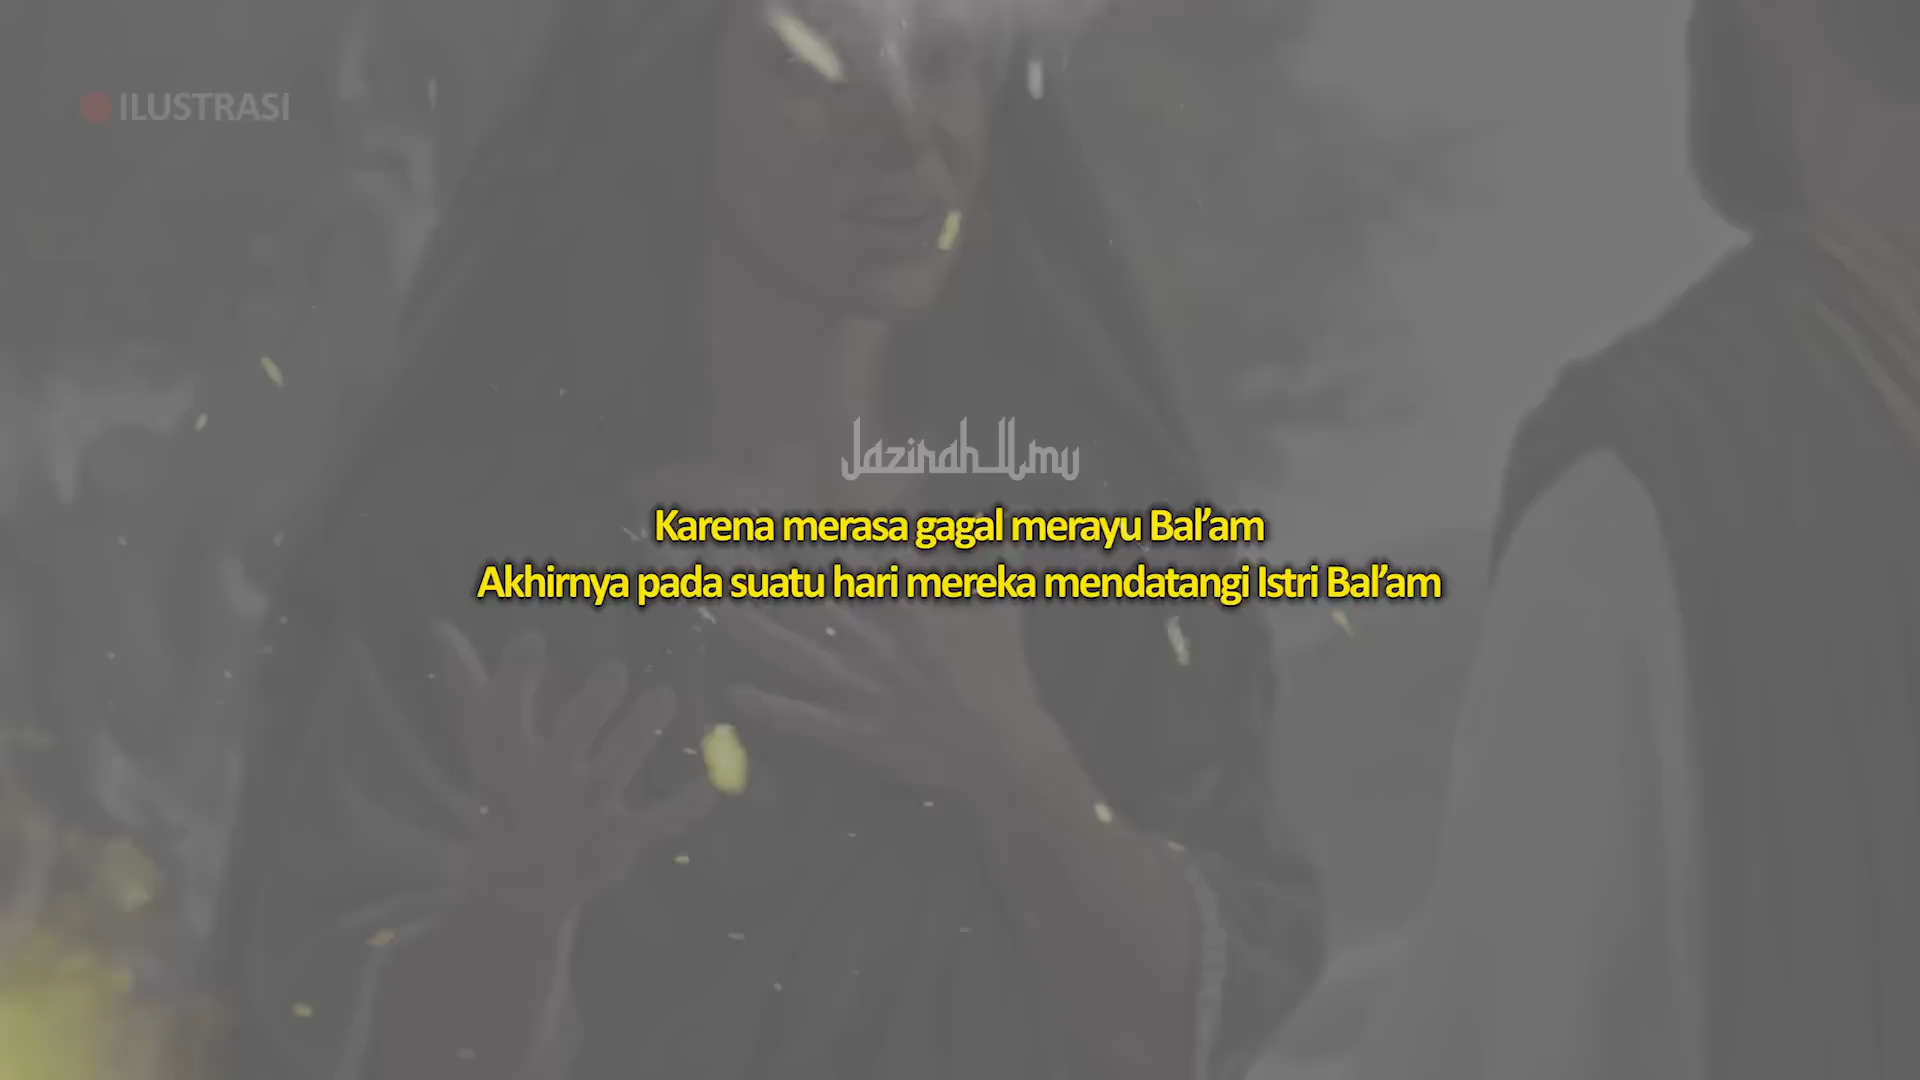 ILUSTRASI
Jazirah Ilmu
Karena merasa gagal merayu Bal’am
Akhirnya pada suatu hari mereka mendatangi Istri Bal’am